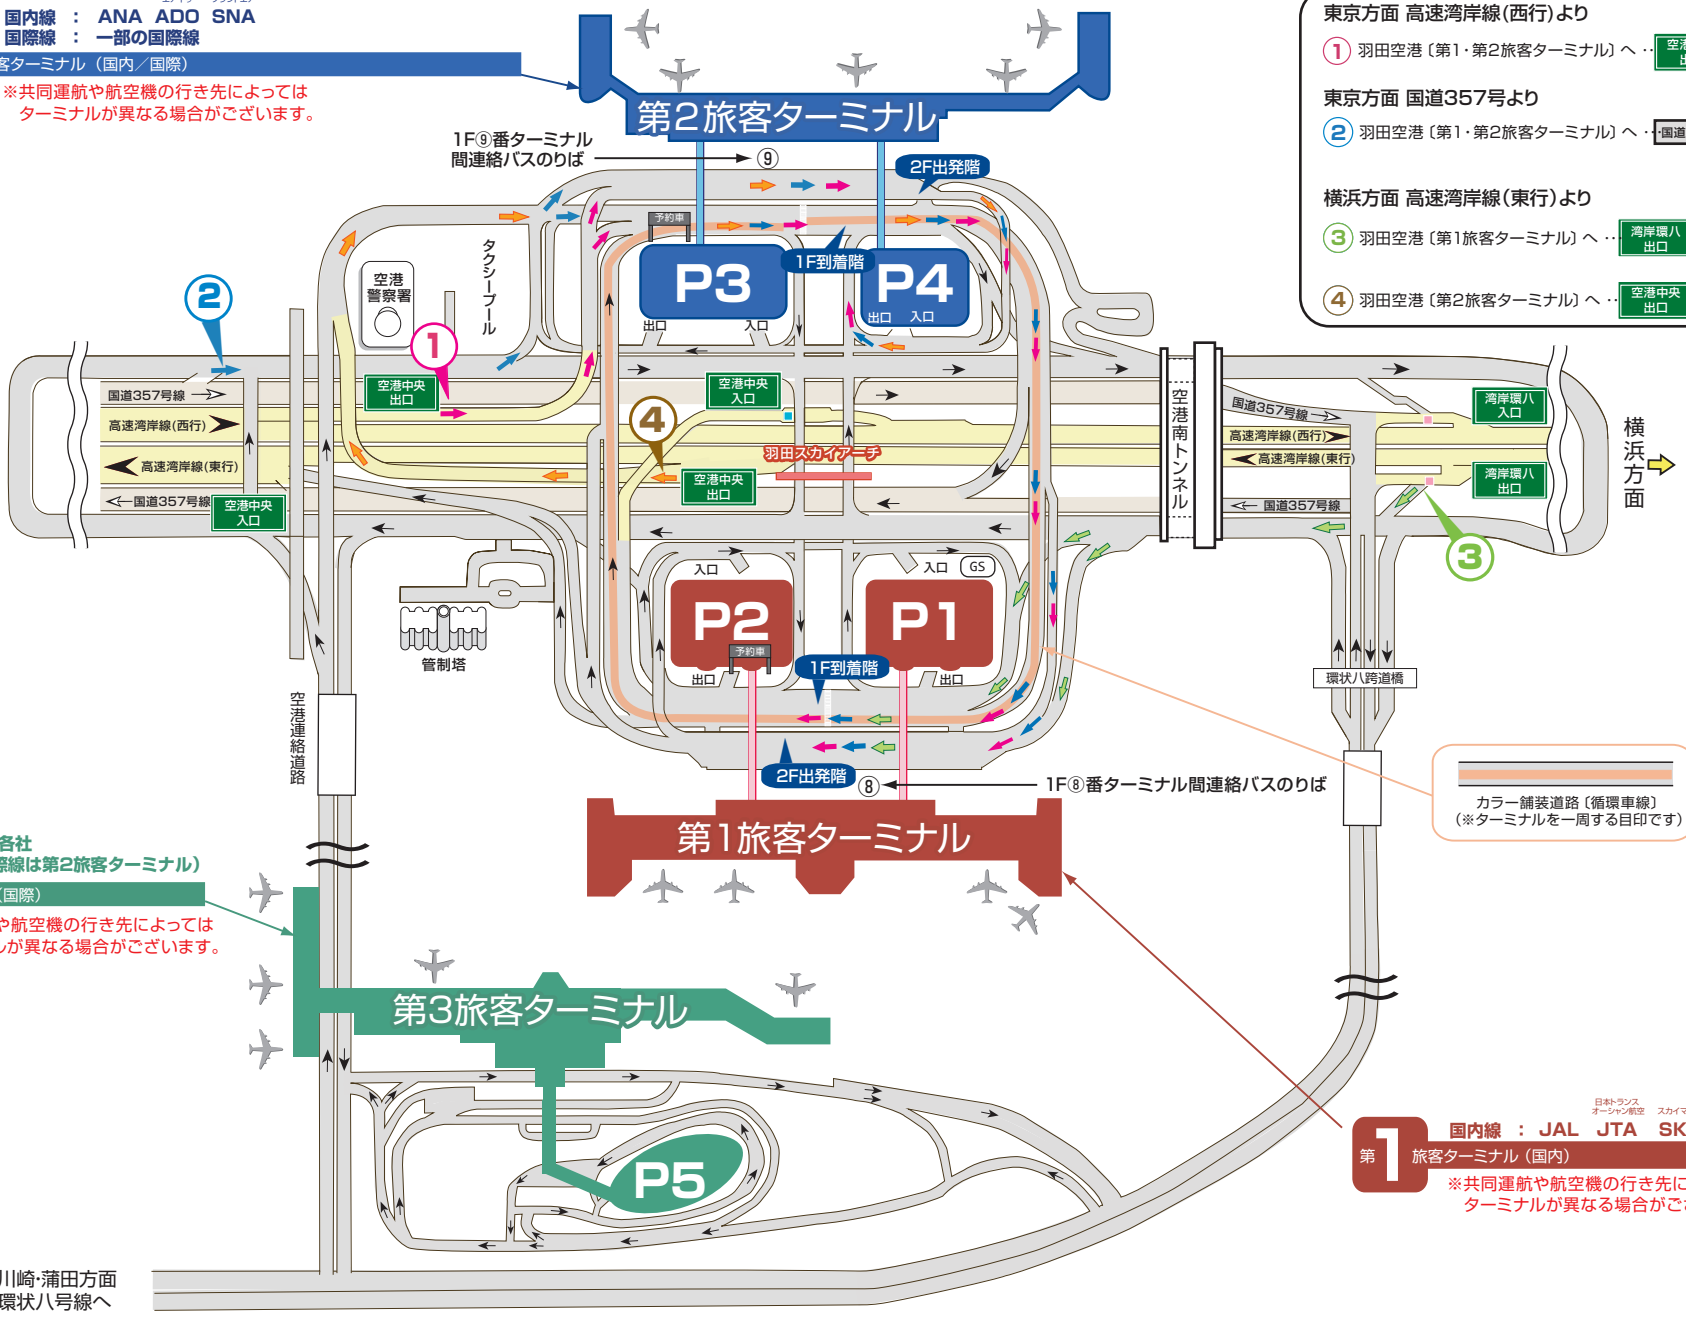 国内線 ： ANA ADO SNA
国際線 ： 一部の国際線
客ターミナル（国内／国際）
※共同運航や航空機の行き先によっては
ターミナルが異なる場合がございます。
東京方面 高速湾岸線（西行）より
① 羽田空港〔第1・第2旅客ターミナル〕へ
東京方面 国道357号より
② 羽田空港〔第1・第2旅客ターミナル〕へ ‥ 国道
横浜方面 高速湾岸線（東行）より
③ 羽田空港〔第1旅客ターミナル〕へ ‥ 湾岸環八
出口
④ 羽田空港〔第2旅客ターミナル〕へ ‥ 空港中央
出口
第2旅客ターミナル
1F⑨番ターミナル
間連絡バスのりば
⑨
2F出発階
予約車
1F到着階
P3
P4
出口
入口
出口
入口
タクシープール
空港
警察署
2
1
空港中央
出口
空港中央
入口
4
羽田スカイアーチ
空港中央
出口
国道357号線
高速湾岸線(西行)
高速湾岸線(東行)
国道357号線
空港中央
入口
空港南トンネル
国道357号線
高速湾岸線(西行)
高速湾岸線(東行)
国道357号線
湾岸環八
入口
湾岸環八
出口
横浜方面
3
入口
入口
GS
P2
P1
予約車
出口
出口
1F到着階
2F出発階
⑧
1F⑧番ターミナル間連絡バスのりば
管制塔
空港連絡道路
環状八跨道橋
カラー舗装道路〔循環車線〕
（※ターミナルを一周する目印です）
第1旅客ターミナル
各社
際線は第2旅客ターミナル）
（国際）
や航空機の行き先によっては
ルが異なる場合がございます。
第3旅客ターミナル
P5
日本トランス
オーシャン航空 スカイマ
国内線 ： JAL JTA SK
第1旅客ターミナル（国内）
※共同運航や航空機の行き先に
ターミナルが異なる場合がご
川崎・蒲田方面
環状八号線へ